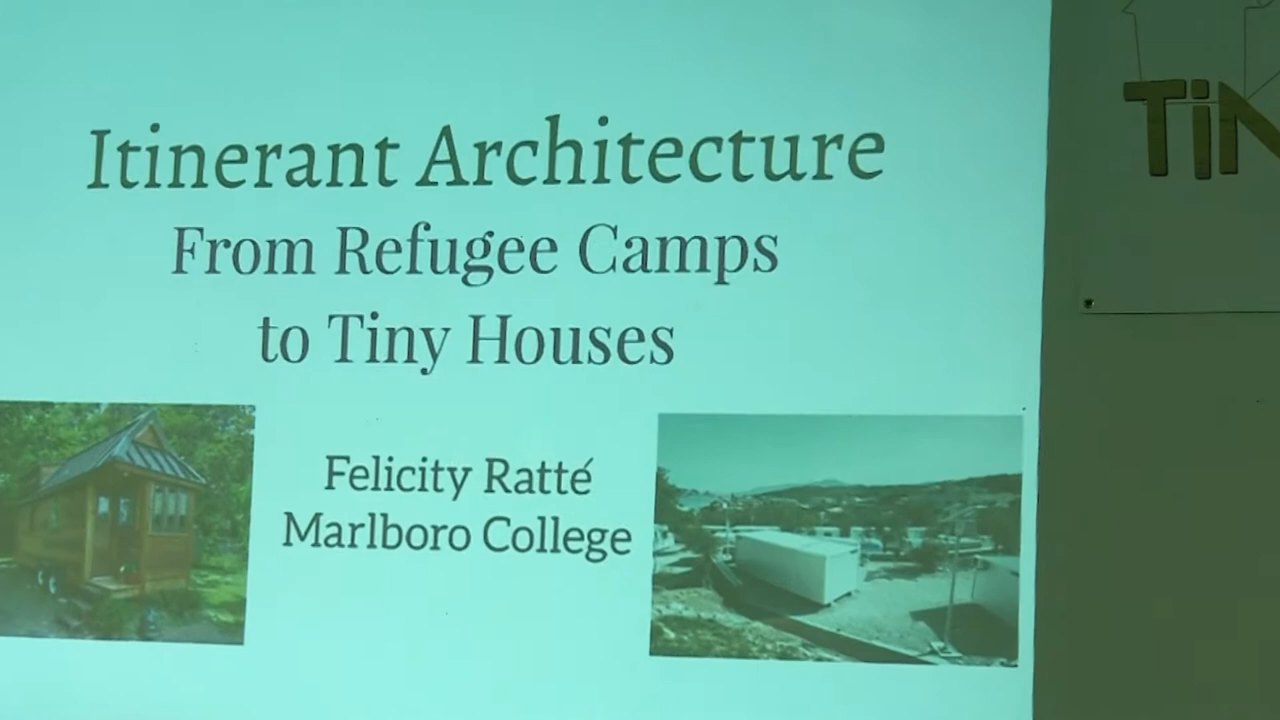 Itinerant Architecture
From Refugee Camps
to Tiny Houses
Felicity Ratté
Marlboro College